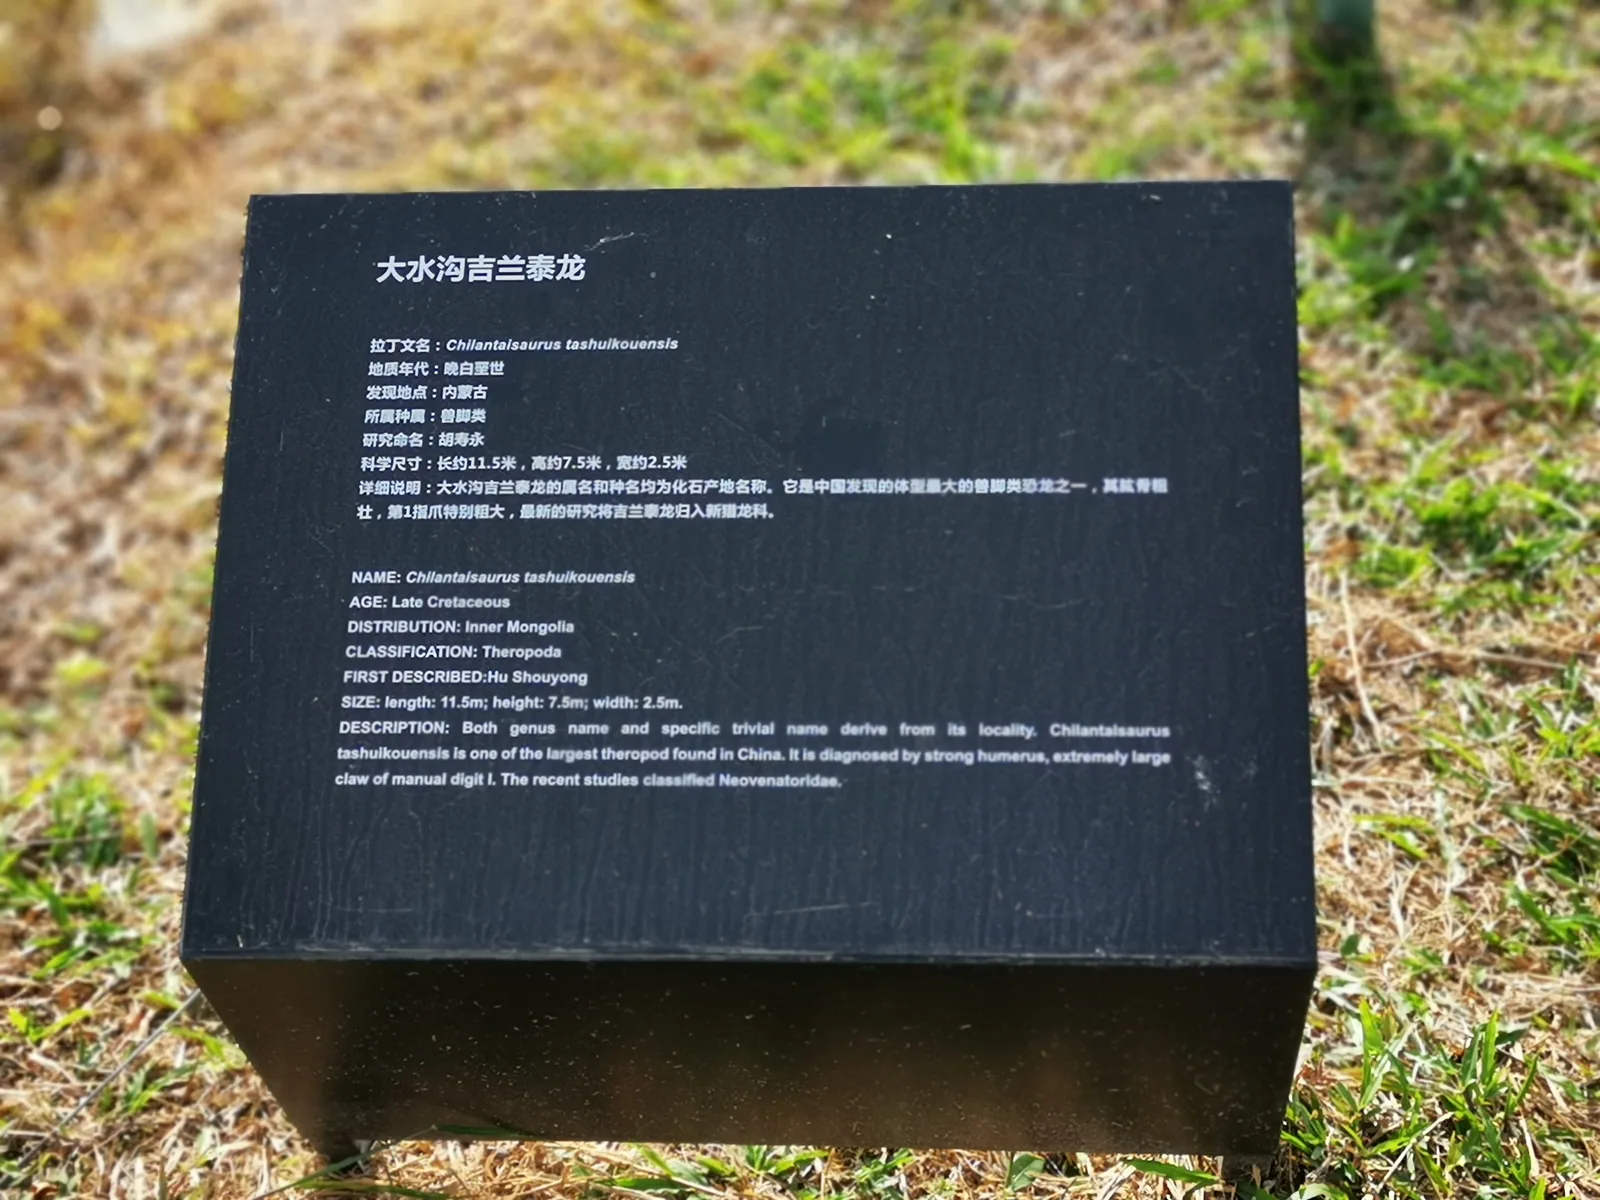 大水沟吉兰泰龙
拉丁文名：Chilantaisaurus tashuikouensis
地质年代：晚白垩世
发现地点：内蒙古
所属种属：兽脚类
研究命名：胡寿永
科学尺寸：长约11.5米，高约7.5米，宽约2.5米
详细说明：大水沟吉兰泰龙的属名和种名均为化石产地名称。它是中国发现的体型最大的兽脚类恐龙之一，其肱骨粗
壮，第1指爪特别粗大，最新的研究将吉兰泰龙归入新猎龙科。
NAME: Chilantaisaurus tashuikouensis
AGE: Late Cretaceous
DISTRIBUTION: Inner Mongolia
CLASSIFICATION: Theropoda
FIRST DESCRIBED:Hu Shouyong
SIZE: length: 11.5m; height: 7.5m; width: 2.5m.
DESCRIPTION: Both genus name and specific trivial name derive from its locality. Chilantaisaurus
tashuikouensis is one of the largest theropod found in China. It is diagnosed by strong humerus, extremely large
claw of manual digit I. The recent studies classified Neovenatoridae.